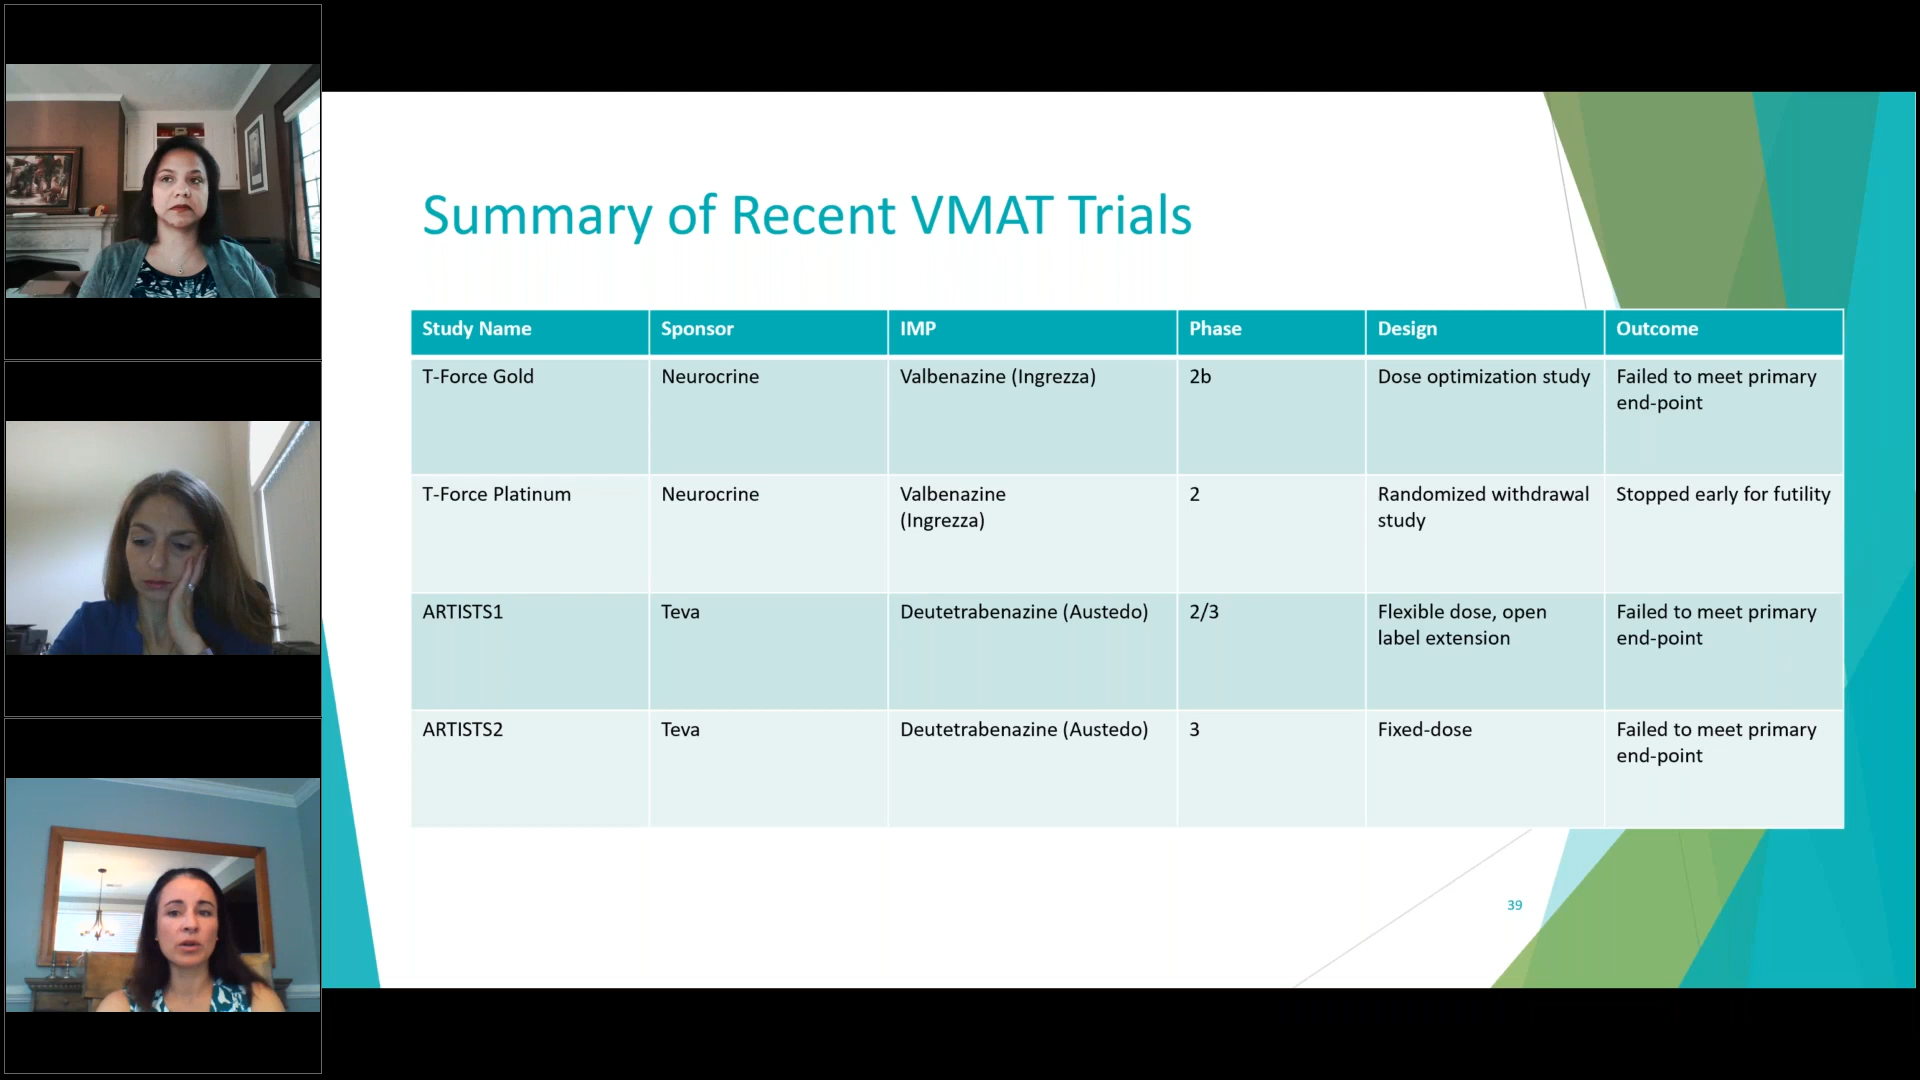 Summary of Recent VMAT Trials
Study Name Sponsor IMP Phase Design Outcome
T-Force Gold Neurocrine Valbenazine (Ingrezza) 2b Dose optimization study Failed to meet primary
end-point
T-Force Platinum Neurocrine Valbenazine 2 Randomized withdrawal Stopped early for futility
(Ingrezza) study
ARTISTS1 Teva Deutetrabenazine (Austedo) 2/3 Flexible dose, open Failed to meet primary
label extension end-point
ARTISTS2 Teva Deutetrabenazine (Austedo) 3 Fixed-dose Failed to meet primary
end-point
39